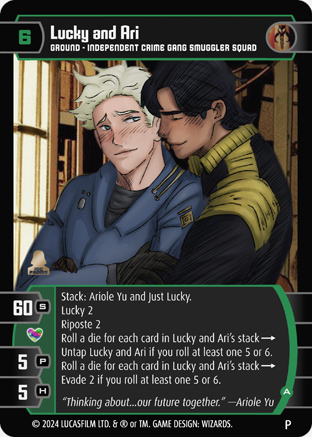 6
Lucky and Ari
GROUND - INDEPENDENT CRIME GANG SMUGGLER SQUAD
60 S
5 P
5 H
Stack: Ariole Yu and Just Lucky.
Lucky 2
Riposte 2
Roll a die for each card in Lucky and Ari's stack→
Untap Lucky and Ari if you roll at least one 5 or 6.
Roll a die for each card in Lucky and Ari's stack→
Evade 2 if you roll at least one 5 or 6.
"Thinking about...our future together." —Ariole Yu
A
© 2024 LUCASFILM LTD. & ® or TM. GAME DESIGN: WIZARDS.
P